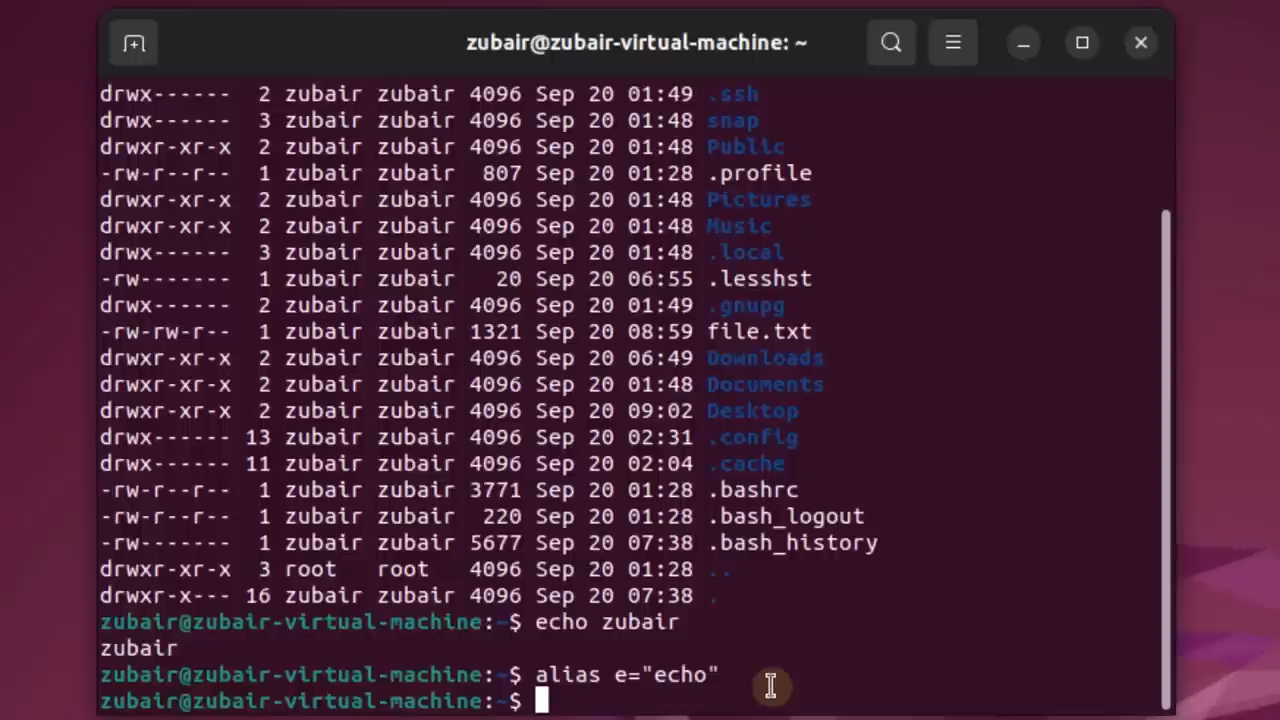 zubair@zubair-virtual-machine: ~
drwx------  2 zubair zubair 4096 Sep 20 01:49 .ssh
drwx------  3 zubair zubair 4096 Sep 20 01:48 snap
drwxr-xr-x  2 zubair zubair 4096 Sep 20 01:48 Public
-rw-r--r--  1 zubair zubair  807 Sep 20 01:28 .profile
drwxr-xr-x  2 zubair zubair 4096 Sep 20 01:48 Pictures
drwxr-xr-x  2 zubair zubair 4096 Sep 20 01:48 Music
drwx------  3 zubair zubair 4096 Sep 20 01:48 .local
-rw-------  1 zubair zubair   20 Sep 20 06:55 .lesshst
drwx------  2 zubair zubair 4096 Sep 20 01:49 .gnupg
-rw-rw-r--  1 zubair zubair 1321 Sep 20 08:59 file.txt
drwxr-xr-x  2 zubair zubair 4096 Sep 20 06:49 Downloads
drwxr-xr-x  2 zubair zubair 4096 Sep 20 01:48 Documents
drwxr-xr-x  2 zubair zubair 4096 Sep 20 09:02 Desktop
drwx------ 13 zubair zubair 4096 Sep 20 02:31 .config
drwx------ 11 zubair zubair 4096 Sep 20 02:04 .cache
-rw-r--r--  1 zubair zubair 3771 Sep 20 01:28 .bashrc
-rw-r--r--  1 zubair zubair  220 Sep 20 01:28 .bash_logout
-rw-------  1 zubair zubair 5677 Sep 20 07:38 .bash_history
drwxr-xr-x  3 root   root   4096 Sep 20 01:28 ..
drwxr-x--- 16 zubair zubair 4096 Sep 20 07:38 .
zubair@zubair-virtual-machine:~$ echo zubair
zubair
zubair@zubair-virtual-machine:~$ alias e="echo"
zubair@zubair-virtual-machine:~$